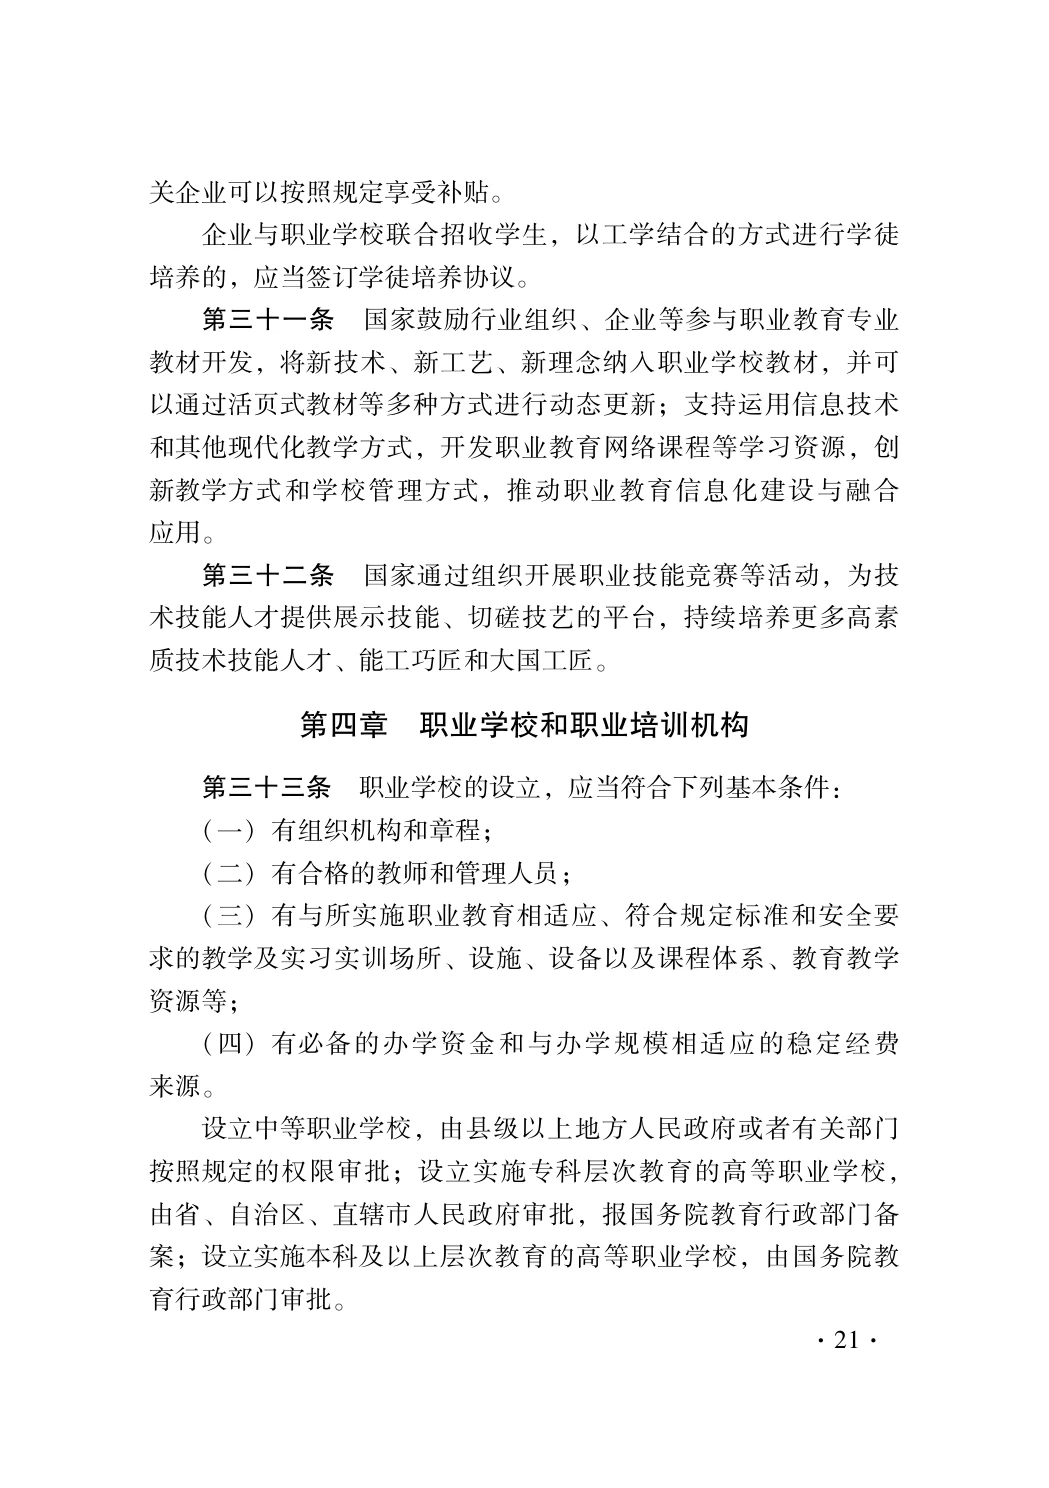 关企业可以按照规定享受补贴。
企业与职业学校联合招收学生，以工学结合的方式进行学徒
培养的，应当签订学徒培养协议。
第三十一条　国家鼓励行业组织、企业等参与职业教育专业
教材开发，将新技术、新工艺、新理念纳入职业学校教材，并可
以通过活页式教材等多种方式进行动态更新；支持运用信息技术
和其他现代化教学方式，开发职业教育网络课程等学习资源，创
新教学方式和学校管理方式，推动职业教育信息化建设与融合
应用。
第三十二条　国家通过组织开展职业技能竞赛等活动，为技
术技能人才提供展示技能、切磋技艺的平台，持续培养更多高素
质技术技能人才、能工巧匠和大国工匠。
第四章　职业学校和职业培训机构
第三十三条　职业学校的设立，应当符合下列基本条件：
（一）有组织机构和章程；
（二）有合格的教师和管理人员；
（三）有与所实施职业教育相适应、符合规定标准和安全要
求的教学及实习实训场所、设施、设备以及课程体系、教育教学
资源等；
（四）有必备的办学资金和与办学规模相适应的稳定经费
来源。
设立中等职业学校，由县级以上地方人民政府或者有关部门
按照规定的权限审批；设立实施专科层次教育的高等职业学校，
由省、自治区、直辖市人民政府审批，报国务院教育行政部门备
案；设立实施本科及以上层次教育的高等职业学校，由国务院教
育行政部门审批。
·21·